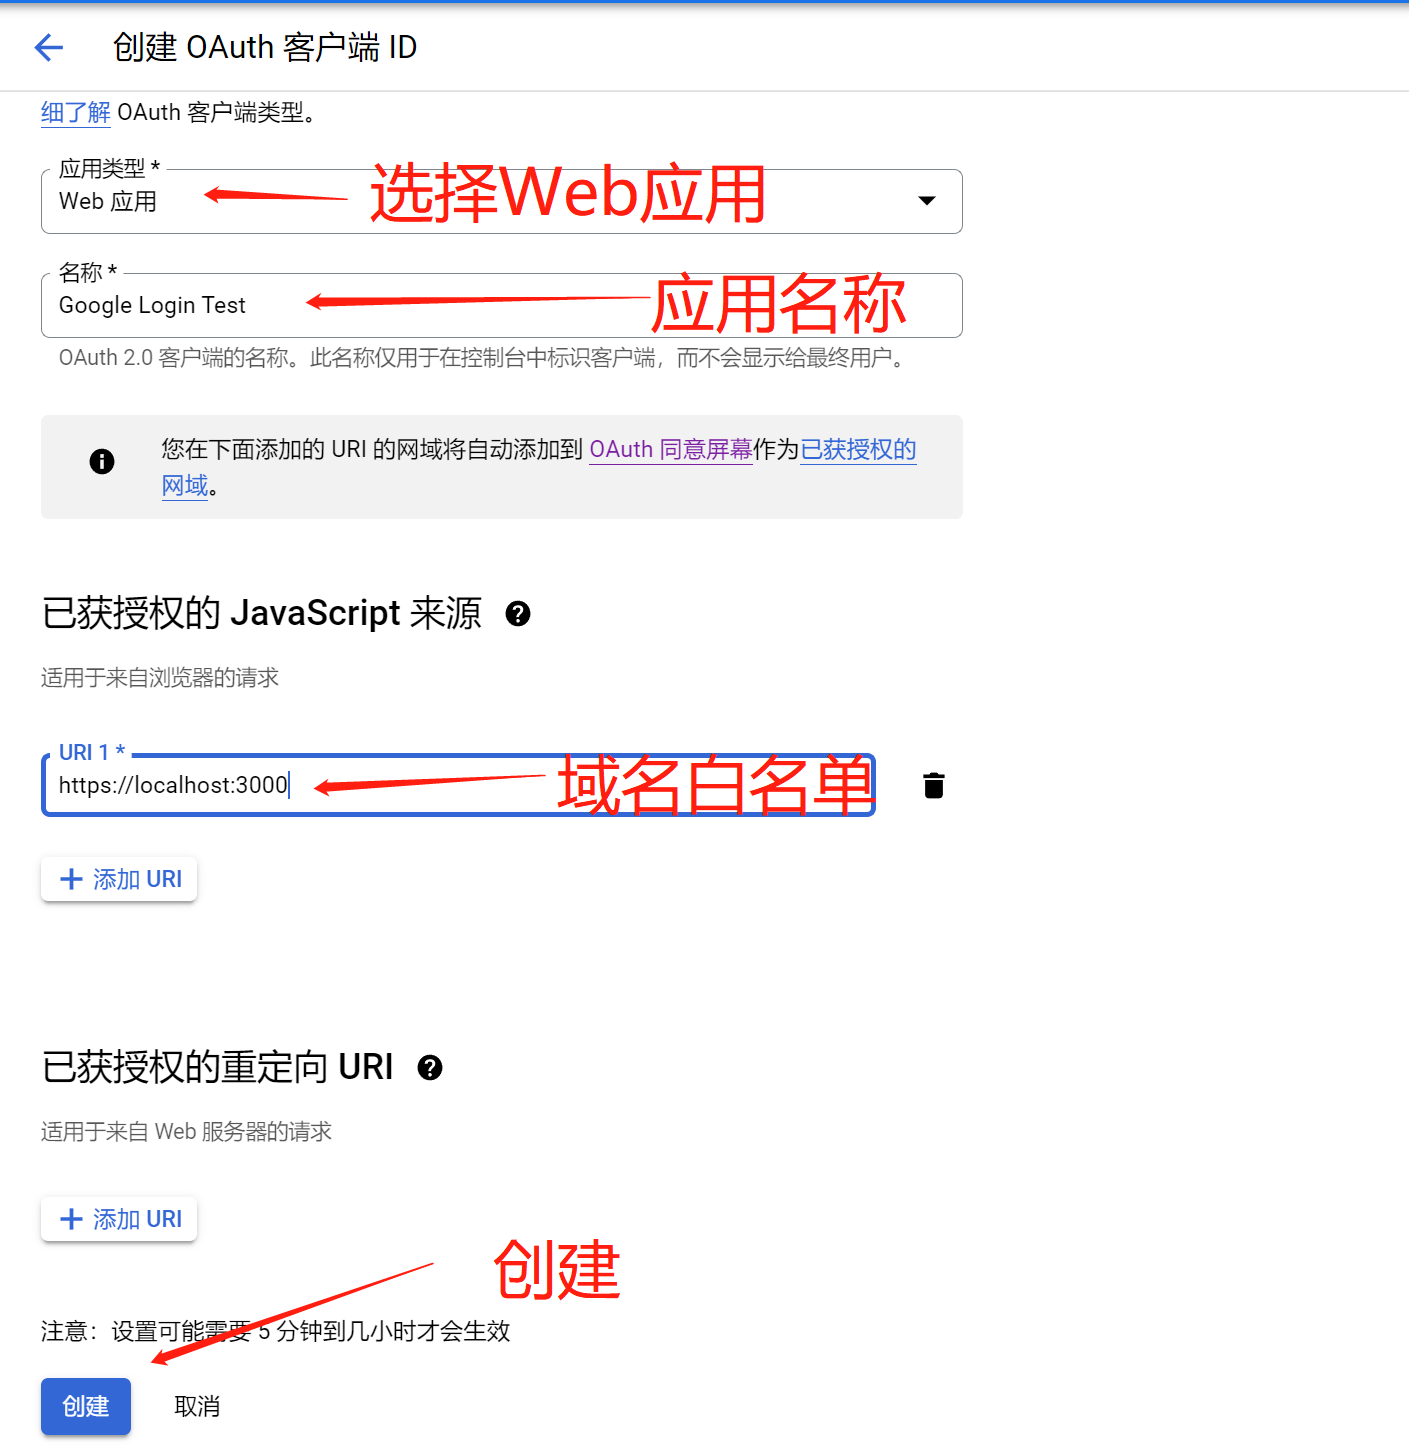 创建 OAuth 客户端 ID
细了解 OAuth 客户端类型。
应用类型 *
Web 应用
选择Web应用
名称 *
Google Login Test
应用名称
OAuth 2.0 客户端的名称。此名称仅用于在控制台中标识客户端，而不会显示给最终用户。
您在下面添加的 URI 的网域将自动添加到 OAuth 同意屏幕作为已获授权的
网域。
已获授权的 JavaScript 来源
适用于来自浏览器的请求
URI 1 *
https://localhost:3000
域名白名单
添加 URI
已获授权的重定向 URI
适用于来自 Web 服务器的请求
添加 URI
创建
注意：设置可能需要 5 分钟到几小时才会生效
创建
取消